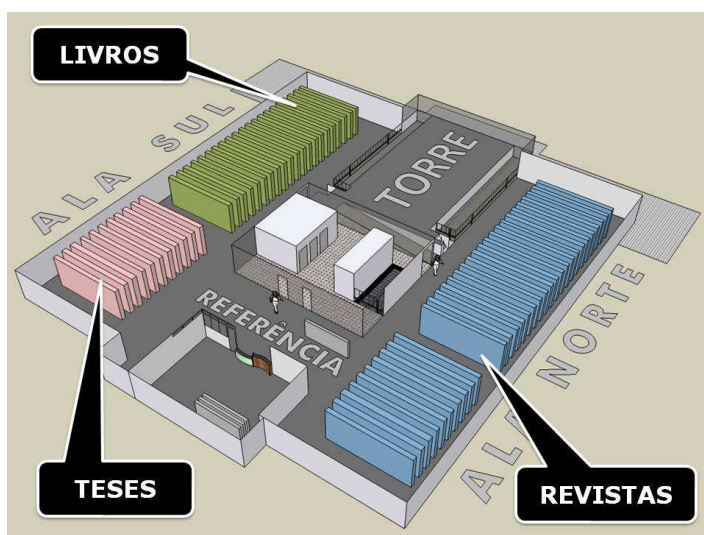 LIVROS
ALA SUL
TORRE
REFERÊNCIA
ALA NORTE
TESES
REVISTAS